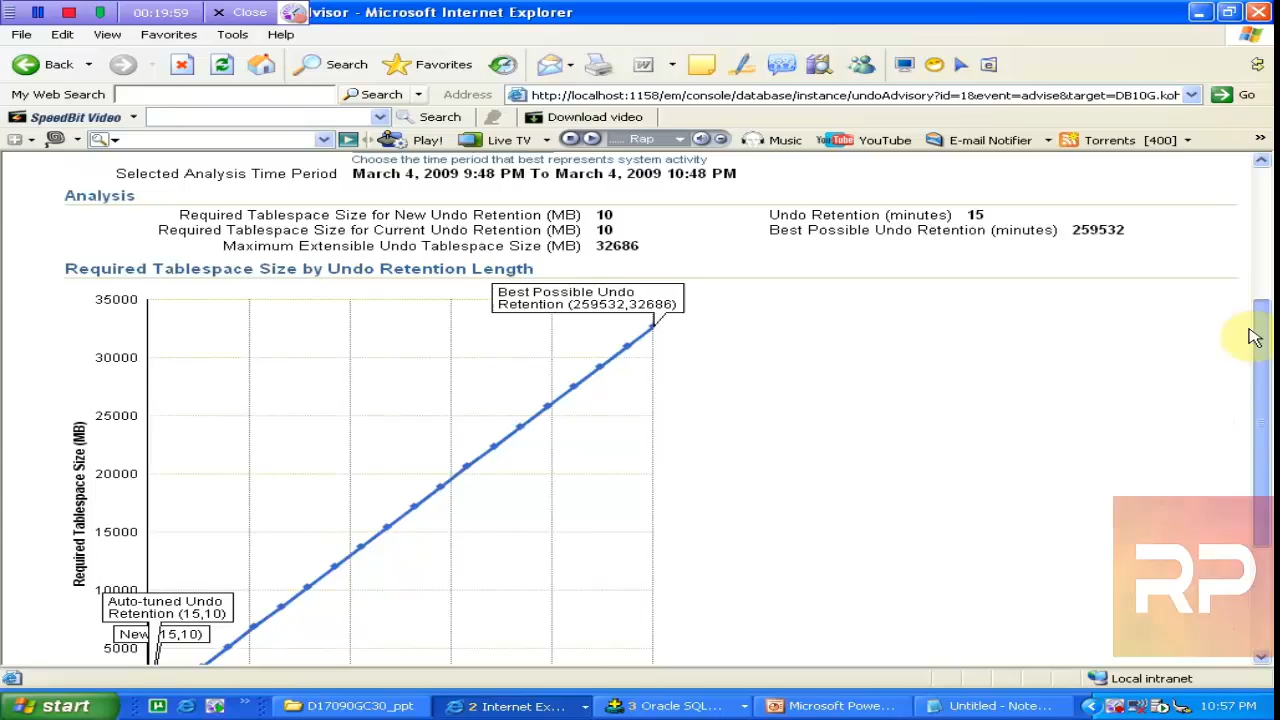 00:19:59 Close
dvisor - Microsoft Internet Explorer
File Edit View Favorites Tools Help
Back Search Favorites
My Web Search Search Address http://localhost:1158/em/console/database/instance/undoAdvisory?id=1&event=advise&target=DB10G.koh Go
SpeedBit Video Search Download video
Play! Live TV Rap Music YouTube E-mail Notifier Torrents [400]
Choose the time period that best represents system activity
Selected Analysis Time Period March 4, 2009 9:48 PM To March 4, 2009 10:48 PM
Analysis
Required Tablespace Size for New Undo Retention (MB) 10
Undo Retention (minutes) 15
Required Tablespace Size for Current Undo Retention (MB) 10
Best Possible Undo Retention (minutes) 259532
Maximum Extensible Undo Tablespace Size (MB) 32686
Required Tablespace Size by Undo Retention Length
Best Possible Undo
Retention (259532,32686)
35000
30000
25000
20000
15000
10000
5000
Required Tablespace Size (MB)
Auto-tuned Undo
Retention (15,10)
New 15,10)
RP
Local intranet
start D17090GC30_ppt 2 Internet Ex... 3 Oracle SQL... Microsoft Powe... Untitled - Note... 10:57 PM